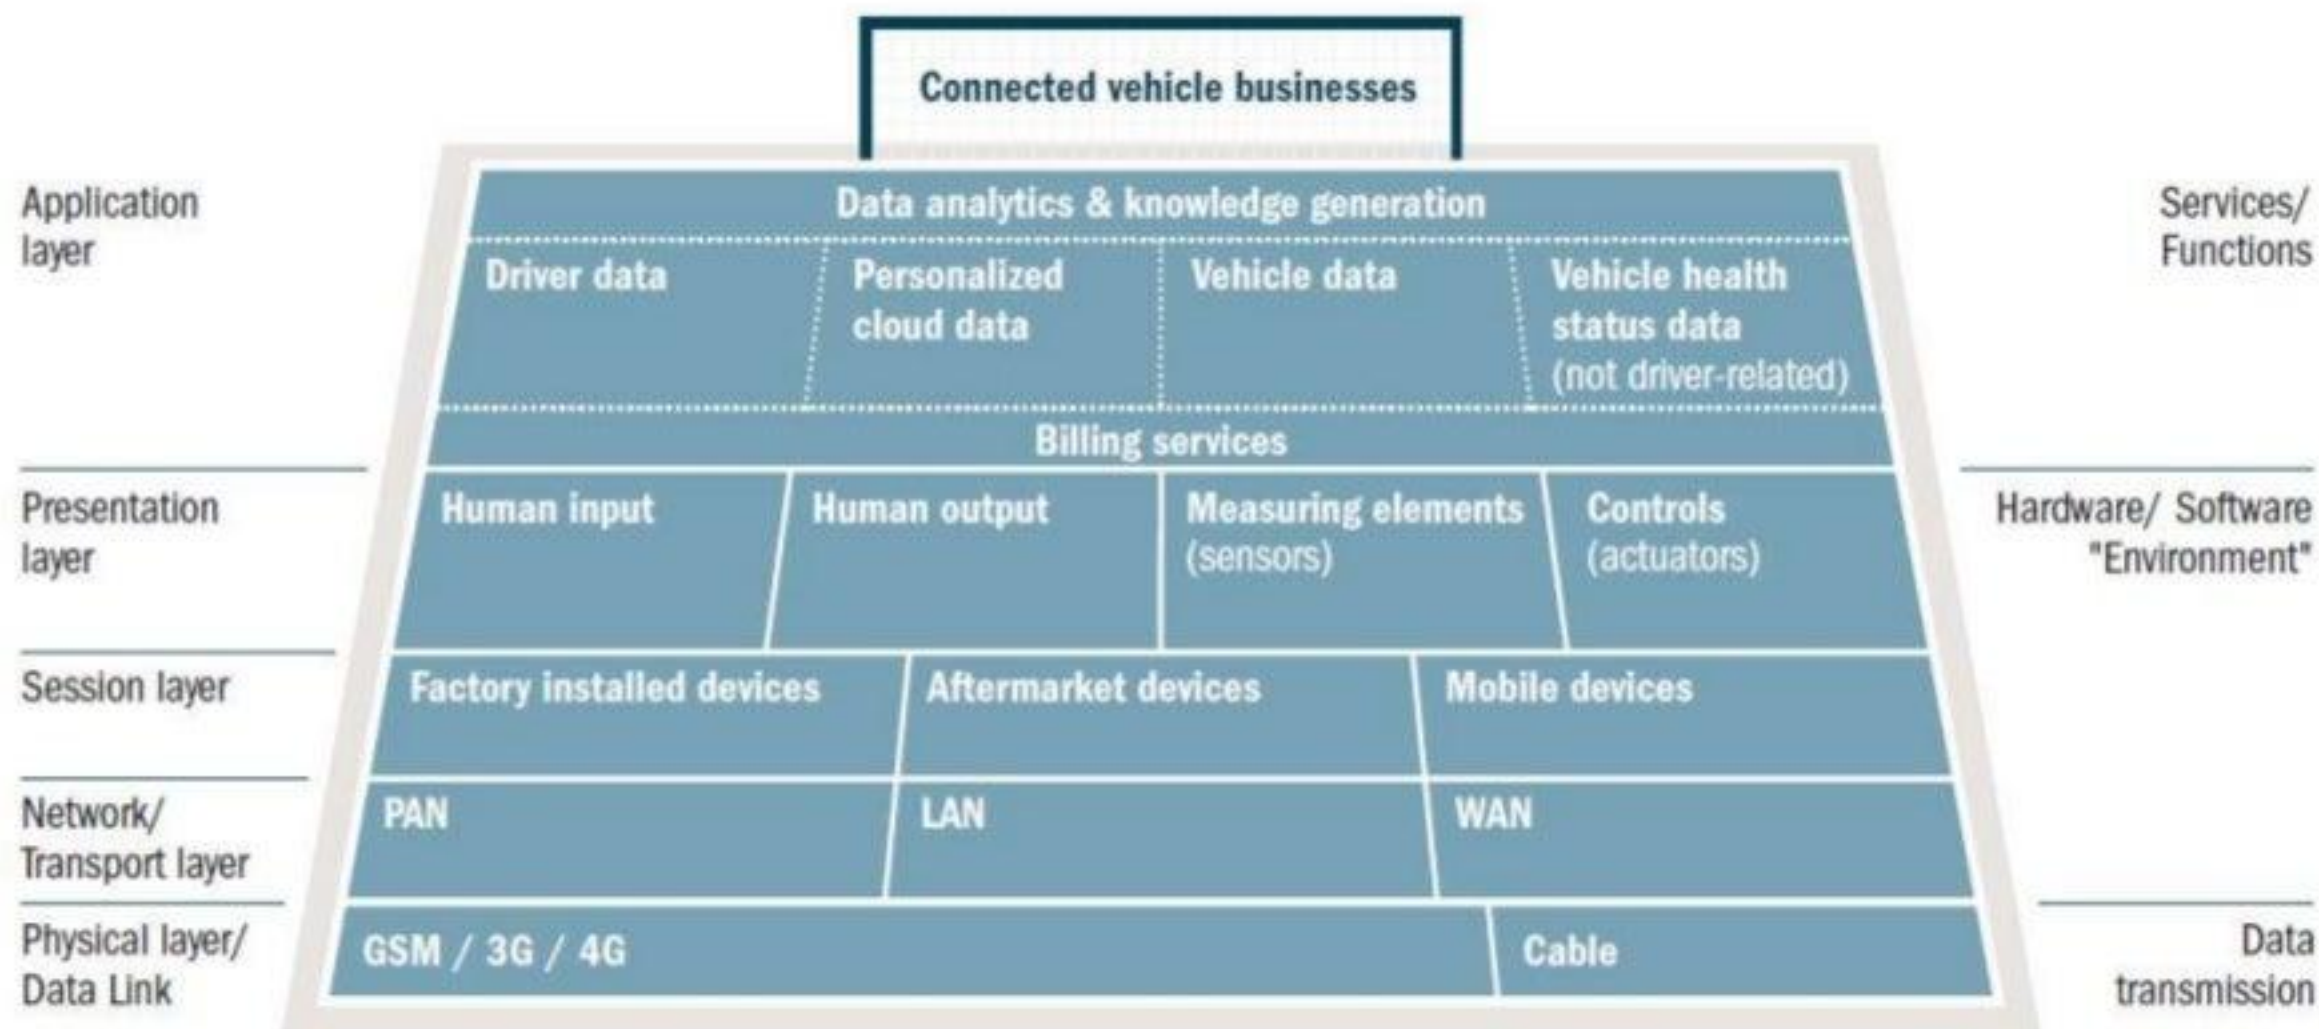 Connected vehicle businesses
Application
layer
Data analytics & knowledge generation
Services/
Functions
Driver data
Personalized
cloud data
Vehicle data
Vehicle health
status data
(not driver-related)
Billing services
Presentation
layer
Human input
Human output
Measuring elements
(sensors)
Controls
(actuators)
Hardware/ Software
"Environment"
Session layer
Factory installed devices
Aftermarket devices
Mobile devices
Network/
Transport layer
PAN
LAN
WAN
Physical layer/
Data Link
GSM / 3G / 4G
Cable
Data
transmission